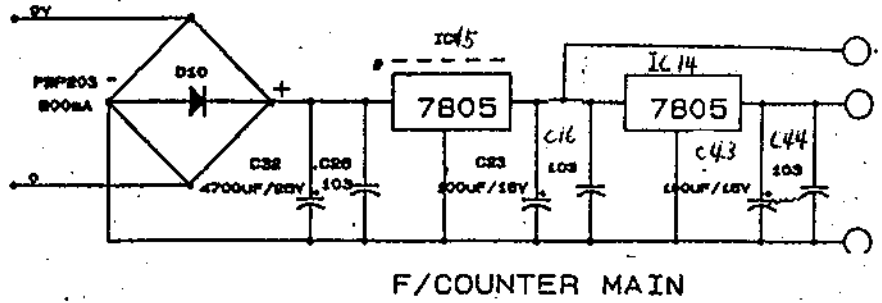 9V
IC15
D10
PMP203 -
800mA
+
#
7805
IC14
7805
C32
4700UF/25V
C26
103
C23
100UF/16V
C16
103
C43
100UF/16V
C44
103
0
F/COUNTER MAIN